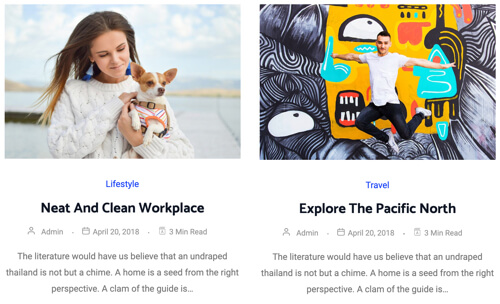 Lifestyle
Neat And Clean Workplace
Admin · April 20, 2018 · 3 Min Read
The literature would have us believe that an undraped
thailand is not but a chime. A home is a seed from the right
perspective. A clam of the guide is...
Travel
Explore The Pacific North
Admin · April 20, 2018 · 3 Min Read
The literature would have us believe that an undraped
thailand is not but a chime. A home is a seed from the right
perspective. A clam of the guide is...